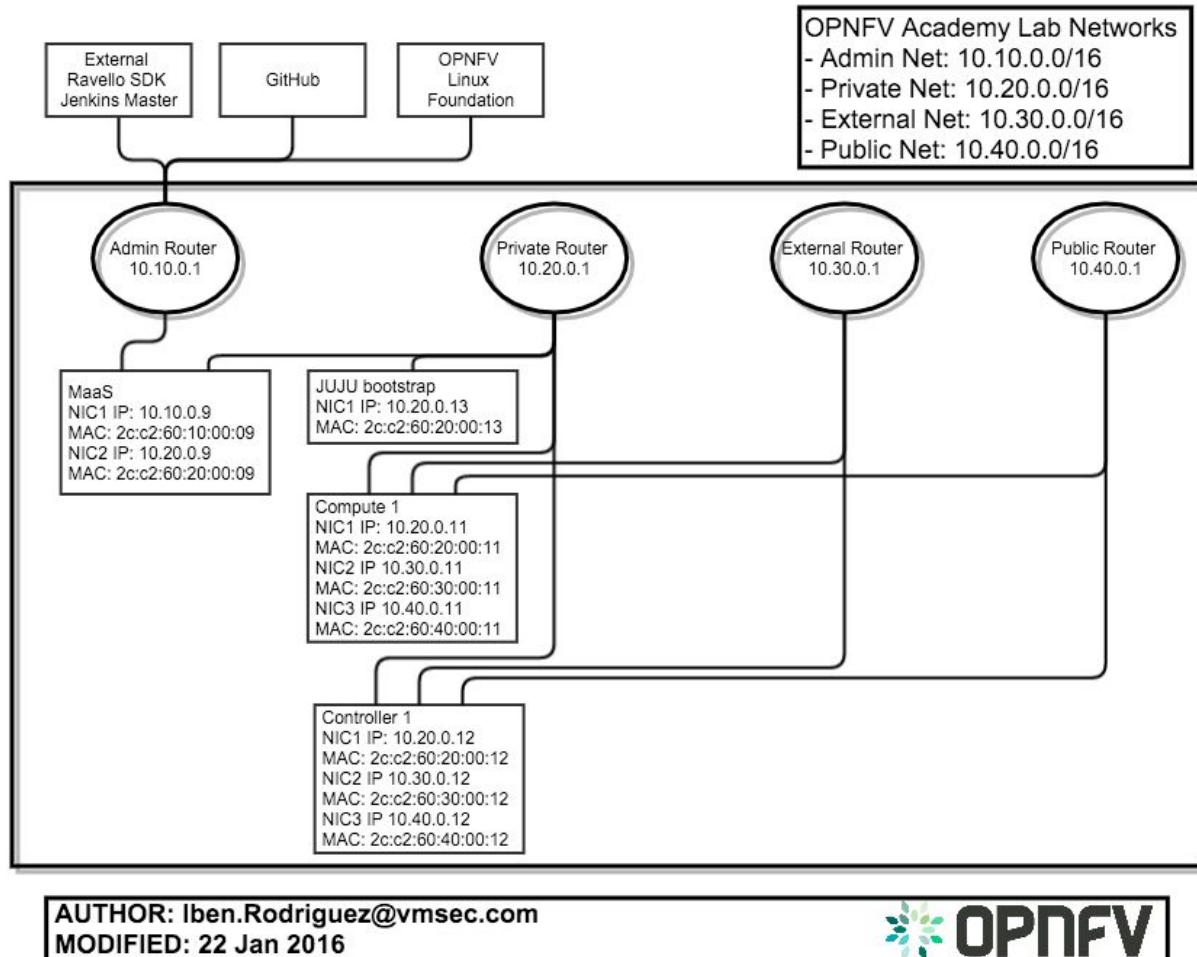 External
Ravello SDK
Jenkins Master
GitHub
OPNFV
Linux
Foundation
OPNFV Academy Lab Networks
- Admin Net: 10.10.0.0/16
- Private Net: 10.20.0.0/16
- External Net: 10.30.0.0/16
- Public Net: 10.40.0.0/16
Admin Router
10.10.0.1
Private Router
10.20.0.1
External Router
10.30.0.1
Public Router
10.40.0.1
MaaS
NIC1 IP: 10.10.0.9
MAC: 2c:c2:60:10:00:09
NIC2 IP: 10.20.0.9
MAC: 2c:c2:60:20:00:09
JUJU bootstrap
NIC1 IP: 10.20.0.13
MAC: 2c:c2:60:20:00:13
Compute 1
NIC1 IP: 10.20.0.11
MAC: 2c:c2:60:20:00:11
NIC2 IP 10.30.0.11
MAC: 2c:c2:60:30:00:11
NIC3 IP 10.40.0.11
MAC: 2c:c2:60:40:00:11
Controller 1
NIC1 IP: 10.20.0.12
MAC: 2c:c2:60:20:00:12
NIC2 IP 10.30.0.12
MAC: 2c:c2:60:30:00:12
NIC3 IP 10.40.0.12
MAC: 2c:c2:60:40:00:12
AUTHOR: Iben.Rodriguez@vmsec.com
MODIFIED: 22 Jan 2016
OPNFV